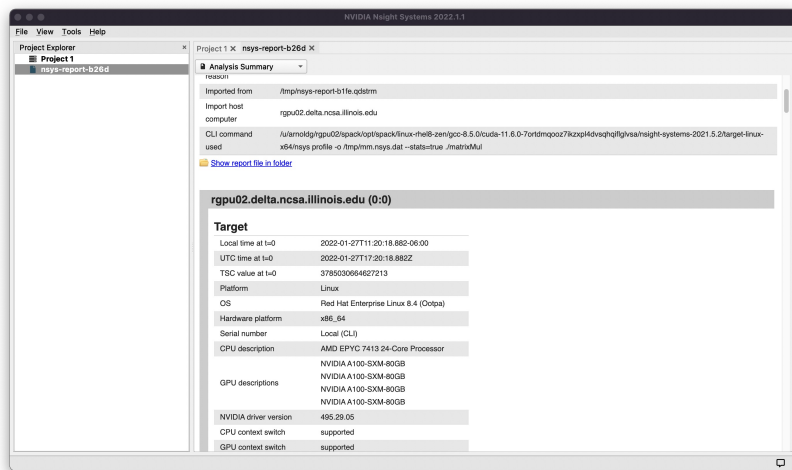 NVIDIA Nsight Systems 2022.1.1
File View Tools Help
Project Explorer ×
Project 1
nsys-report-b26d
Project 1 × nsys-report-b26d ×
Analysis Summary
reason
Imported from /tmp/nsys-report-b1fe.qdstrm
Import host
computer
rgpu02.delta.ncsa.illinois.edu
CLI command
used
/u/arnoldg/rgpu02/spack/opt/spack/linux-rhel8-zen/gcc-8.5.0/cuda-11.6.0-7ortdmqooz7ikzxpl4dvsqhqiflglvsa/nsight-systems-2021.5.2/target-linux-
x64/nsys profile -o /tmp/mm.nsys.dat --stats=true ./matrixMul
Show report file in folder
rgpu02.delta.ncsa.illinois.edu (0:0)
Target
Local time at t=0 2022-01-27T11:20:18.882-06:00
UTC time at t=0 2022-01-27T17:20:18.882Z
TSC value at t=0 3785030664627213
Platform Linux
OS Red Hat Enterprise Linux 8.4 (Ootpa)
Hardware platform x86_64
Serial number Local (CLI)
CPU description AMD EPYC 7413 24-Core Processor
GPU descriptions
NVIDIA A100-SXM-80GB
NVIDIA A100-SXM-80GB
NVIDIA A100-SXM-80GB
NVIDIA A100-SXM-80GB
NVIDIA driver version 495.29.05
CPU context switch supported
GPU context switch supported